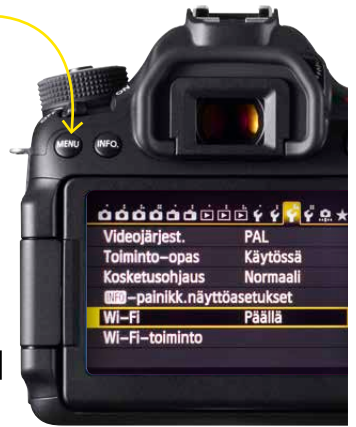 MENU INFO.
Videojärjest. PAL
Toiminto-opas Käytössä
Kosketusohjaus Normaali
INFO-painikk.näyttöasetukset
Wi-Fi Päällä
Wi-Fi-toiminto